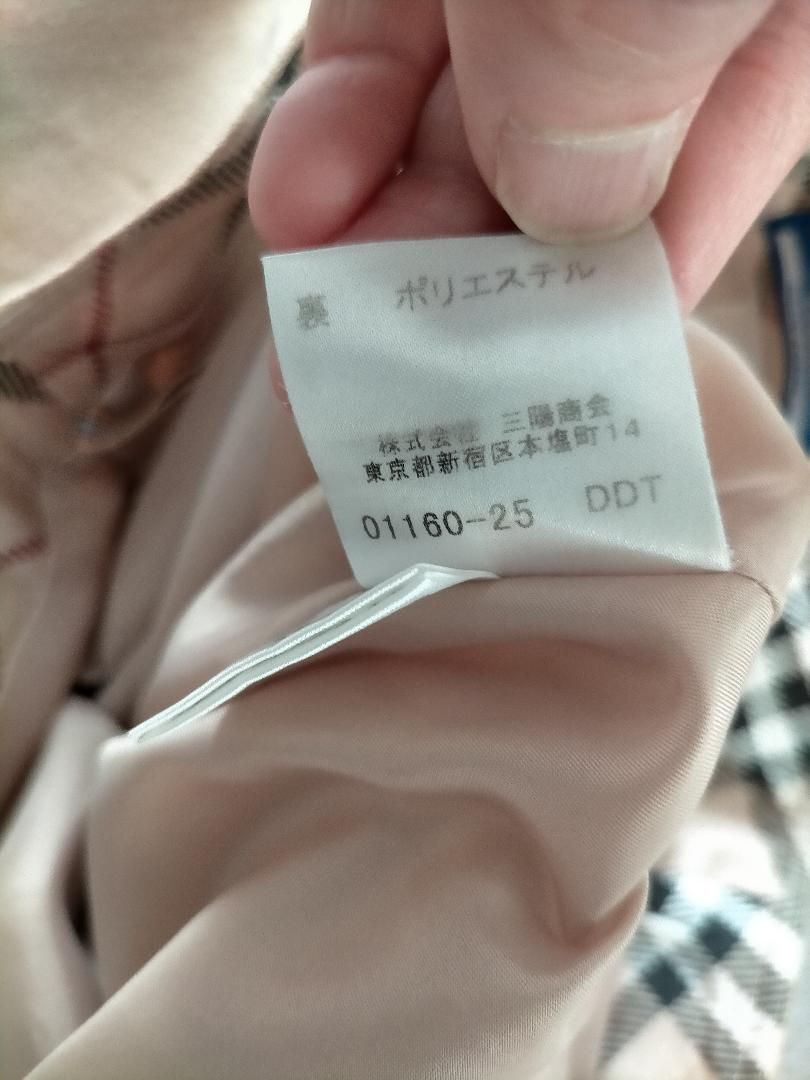 裏 ポリエステル
株式会社 三陽商会
東京都新宿区本塩町14
01160-25 DDT